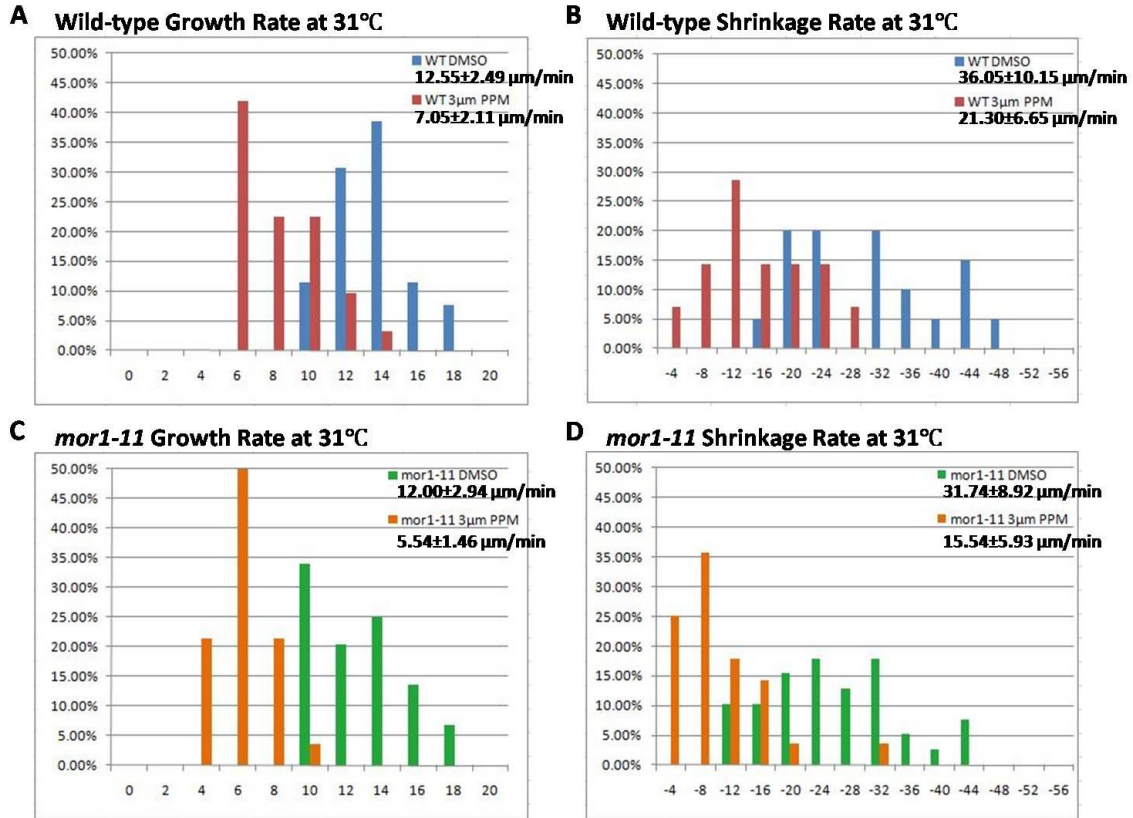 A Wild-type Growth Rate at 31℃
50.00%
45.00%
40.00%
35.00%
30.00%
25.00%
20.00%
15.00%
10.00%
5.00%
0.00%
0 2 4 6 8 10 12 14 16 18 20
WT DMSO
12.55±2.49 µm/min
WT 3µm PPM
7.05±2.11 µm/min
B Wild-type Shrinkage Rate at 31℃
50.00%
45.00%
40.00%
35.00%
30.00%
25.00%
20.00%
15.00%
10.00%
5.00%
0.00%
-4 -8 -12 -16 -20 -24 -28 -32 -36 -40 -44 -48 -52 -56
WT DMSO
36.05±10.15 µm/min
WT 3µm PPM
21.30±6.65 µm/min
C mor1-11 Growth Rate at 31℃
50.00%
45.00%
40.00%
35.00%
30.00%
25.00%
20.00%
15.00%
10.00%
5.00%
0.00%
0 2 4 6 8 10 12 14 16 18 20
mor1-11 DMSO
12.00±2.94 µm/min
mor1-11 3µm PPM
5.54±1.46 µm/min
D mor1-11 Shrinkage Rate at 31℃
50.00%
45.00%
40.00%
35.00%
30.00%
25.00%
20.00%
15.00%
10.00%
5.00%
0.00%
-4 -8 -12 -16 -20 -24 -28 -32 -36 -40 -44 -48 -52 -56
mor1-11 DMSO
31.74±8.92 µm/min
mor1-11 3µm PPM
15.54±5.93 µm/min